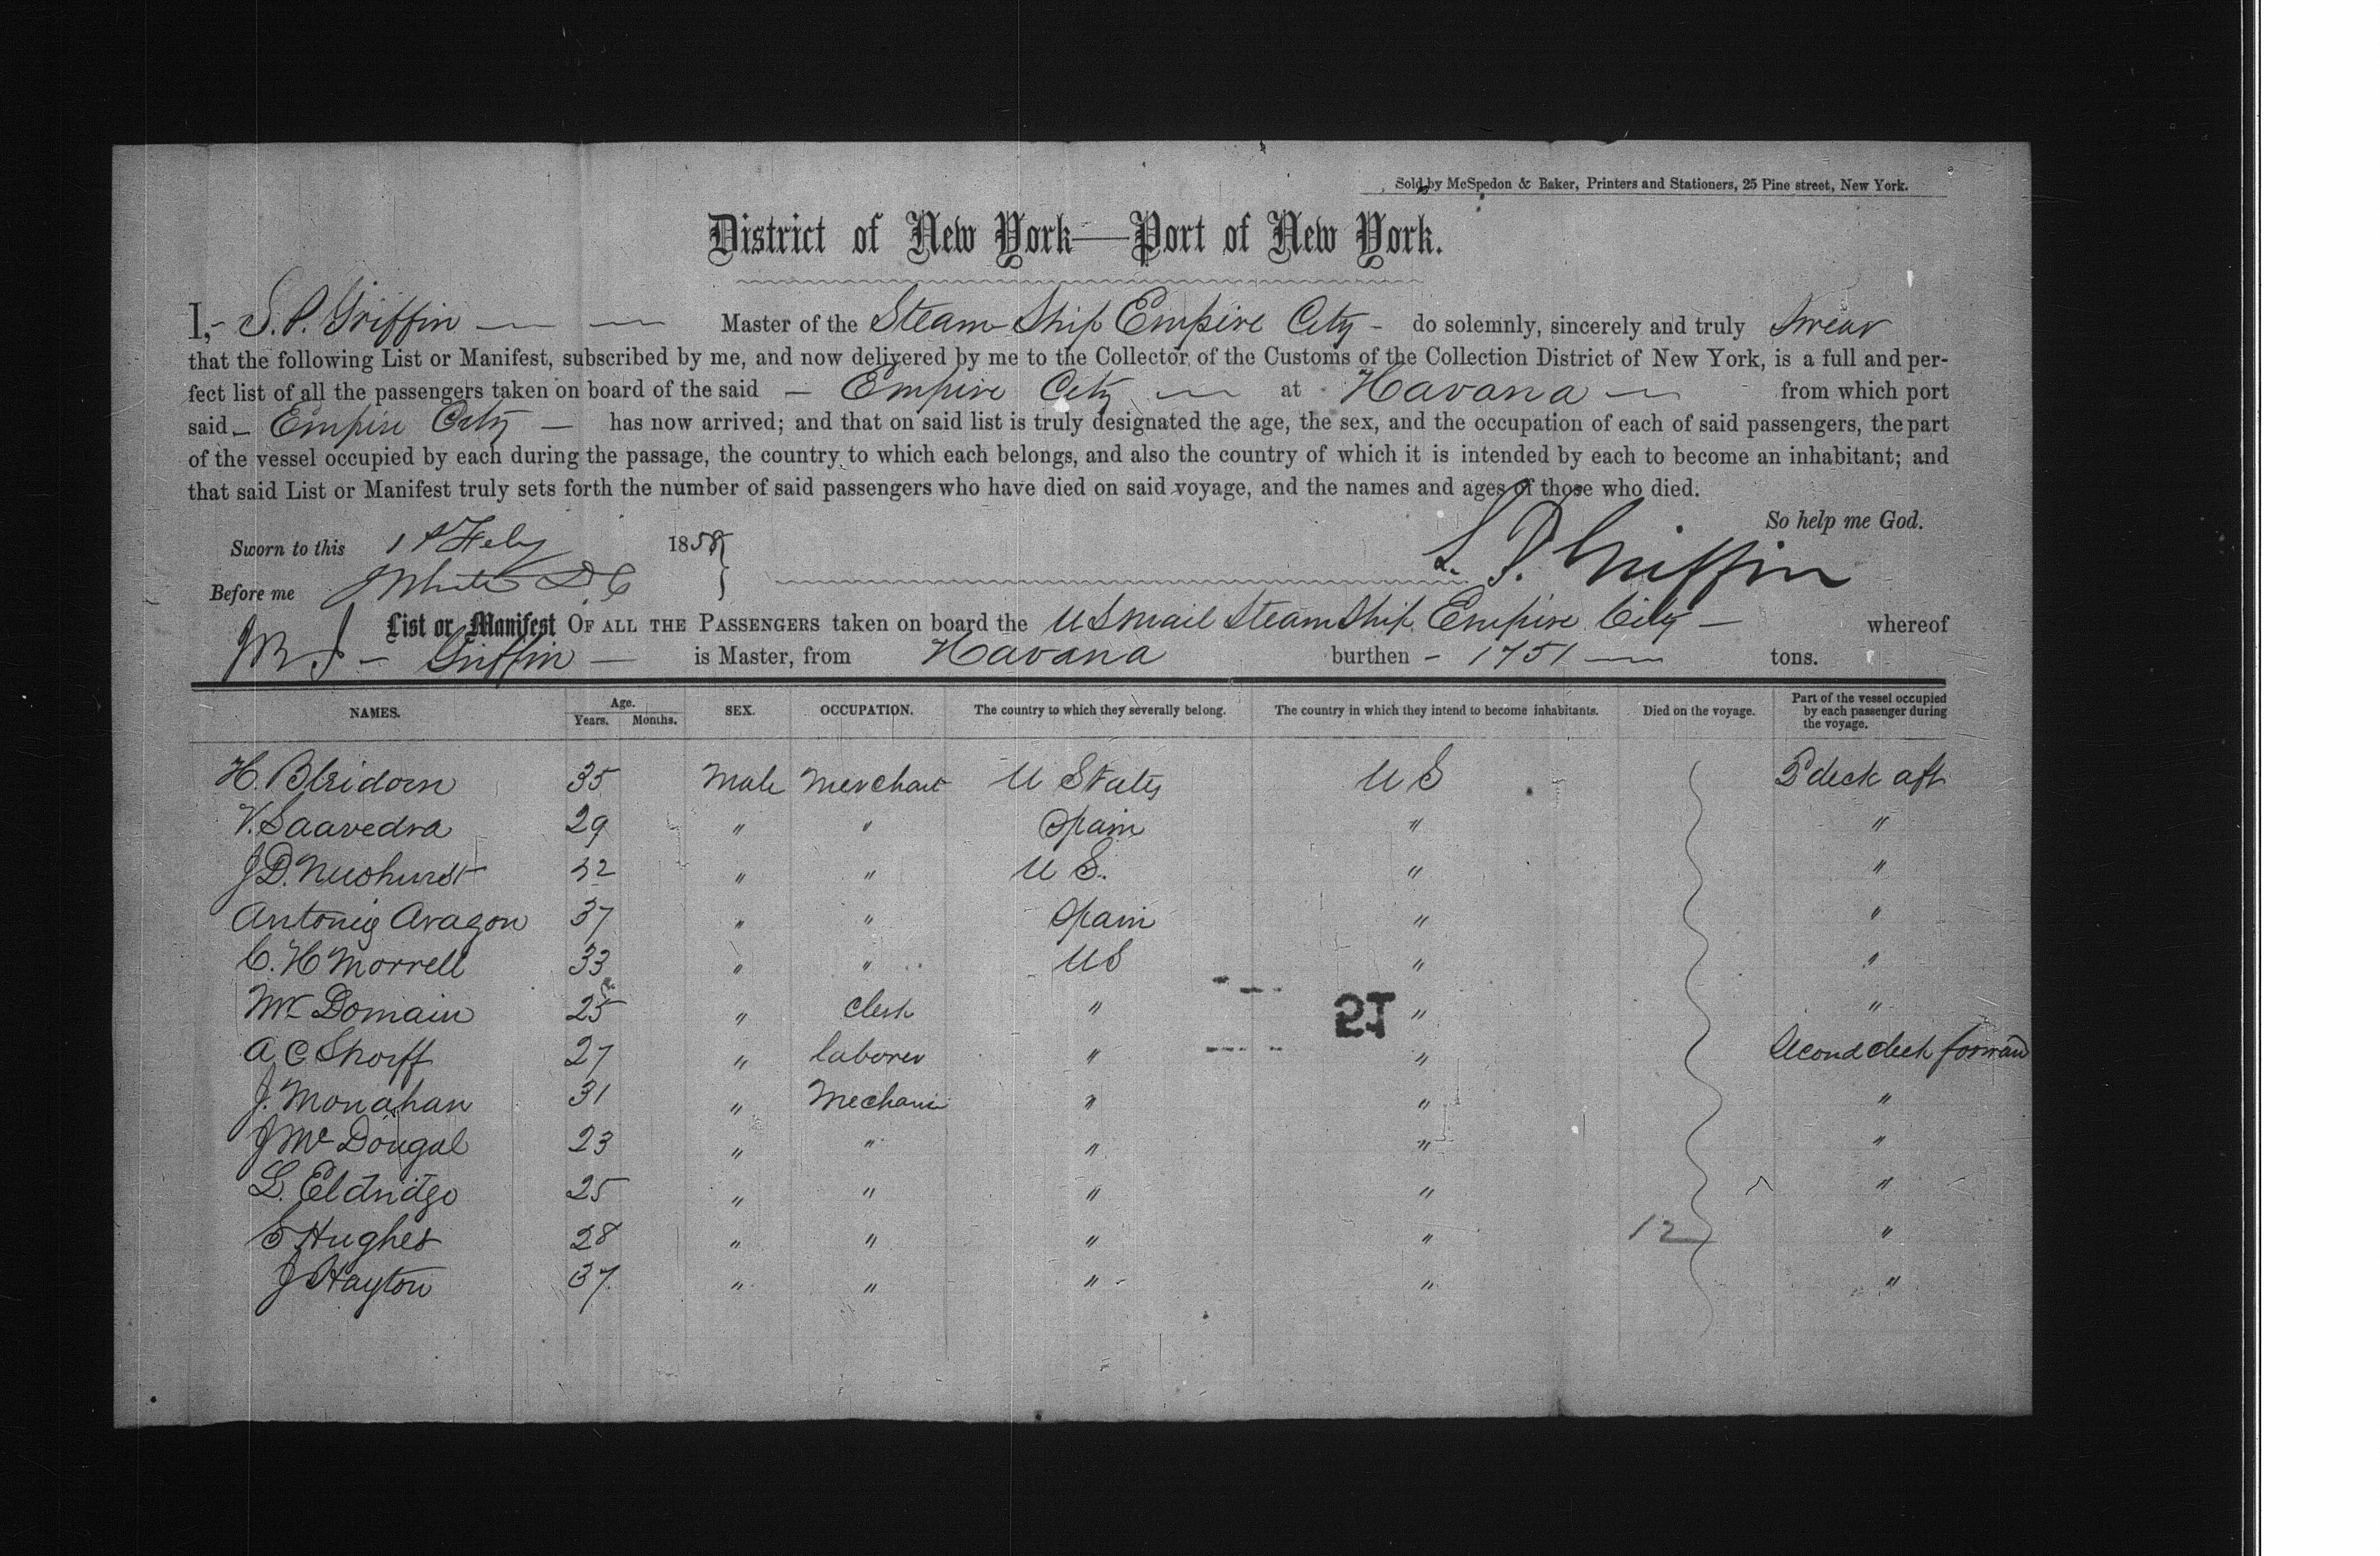 Sold by McSpedon & Baker, Printers and Stationers, 25 Pine street, New York.
District of New York—Port of New York.
I, - S. P. Griffin — — Master of the Steam Ship Empire City - do solemnly, sincerely and truly Swear
that the following List or Manifest, subscribed by me, and now delivered by me to the Collector of the Customs of the Collection District of New York, is a full and per-
fect list of all the passengers taken on board of the said - Empire City — at Havana — from which port
said - Empire City — has now arrived; and that on said list is truly designated the age, the sex, and the occupation of each of said passengers, the part
of the vessel occupied by each during the passage, the country to which each belongs, and also the country of which it is intended by each to become an inhabitant; and
that said List or Manifest truly sets forth the number of said passengers who have died on said voyage, and the names and ages of those who died.
So help me God.
Sworn to this 1st Feby 1858
S. P. Griffin
Before me White D C
List or Manifest OF ALL THE PASSENGERS taken on board the U S Mail Steam Ship Empire City — whereof
Griffin — is Master, from Havana burthen - 1751 — tons.
NAMES. Age. Years. Months. SEX. OCCUPATION. The country to which they severally belong. The country in which they intend to become inhabitants. Died on the voyage. Part of the vessel occupied by each passenger during the voyage.
H. 35 Male Merchant U States U S deck aft
V. Saavedra 29 " " Spain " "
J D. Newhurst 32 " " U S. " "
Antonio Aragon 37 " " Spain " "
C. H Morrell 33 " " U S " "
Mr Domain 25 " Clerk " " "
A C Shorff 27 " laborer " " Second deck forward
J. Monahan 31 " Mechanic " " "
J Mc Dougal 23 " " " " "
L. Eldridge 25 " " " " "
S Hughes 28 " " " " 12 "
J Hayton 37 " " " " "